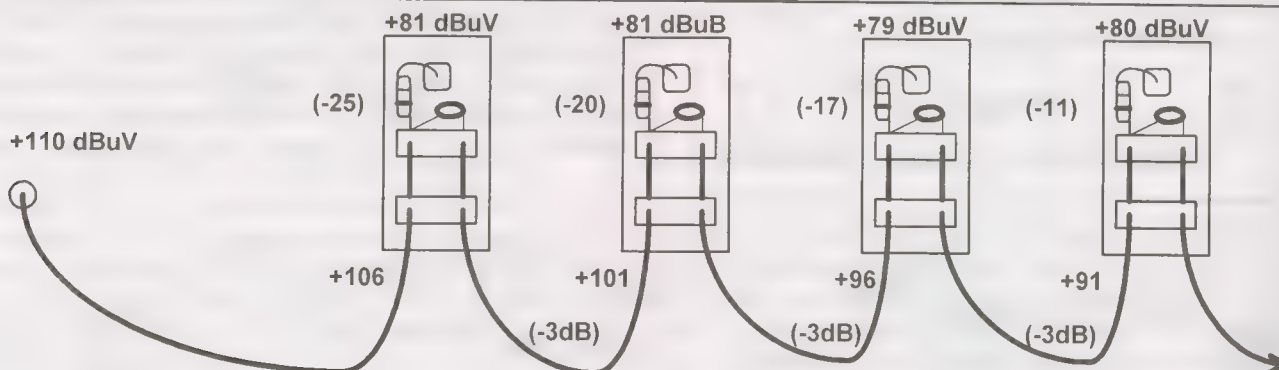 +81 dBuV
+81 dBuB
+79 dBuV
+80 dBuV
(-25)
(-20)
(-17)
(-11)
+110 dBuV
+106
+101
+96
+91
(-3dB)
(-3dB)
(-3dB)